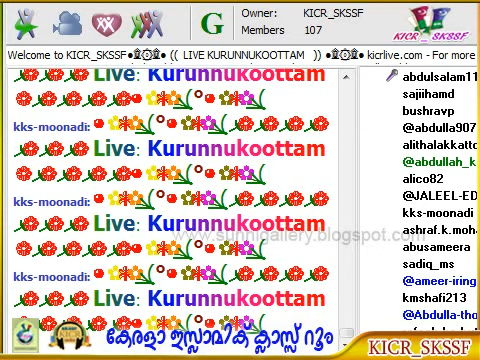 G
Owner: KICR_SKSSF
Members 107
KICR_SKSSF
Welcome to KICR_SKSSF●۩۞۩● (( LIVE KURUNNUKOOTTAM )) ●۩۞۩● kicrlive.com - For more
Live: Kurunnukoottam
kks-moonadi:
Live: Kurunnukoottam
kks-moonadi:
Live: Kurunnukoottam
kks-moonadi:
Live: Kurunnukoottam
abdulsalam11
sajiihamd
bushravp
@abdulla907
alithalakkatto
@abdullah_k
alico82
@JALEEL-ED
kks-moonadi
ashraf.k.moha
abusameera
sadiq_ms
@ameer-iring
kmshafi213
@Abdulla-tho
www.sunnigallery.blogspot.com
കേരളാ ഇസ്ലാമിക് ക്ലാസ്സ് റൂം
KICR_SKSSF